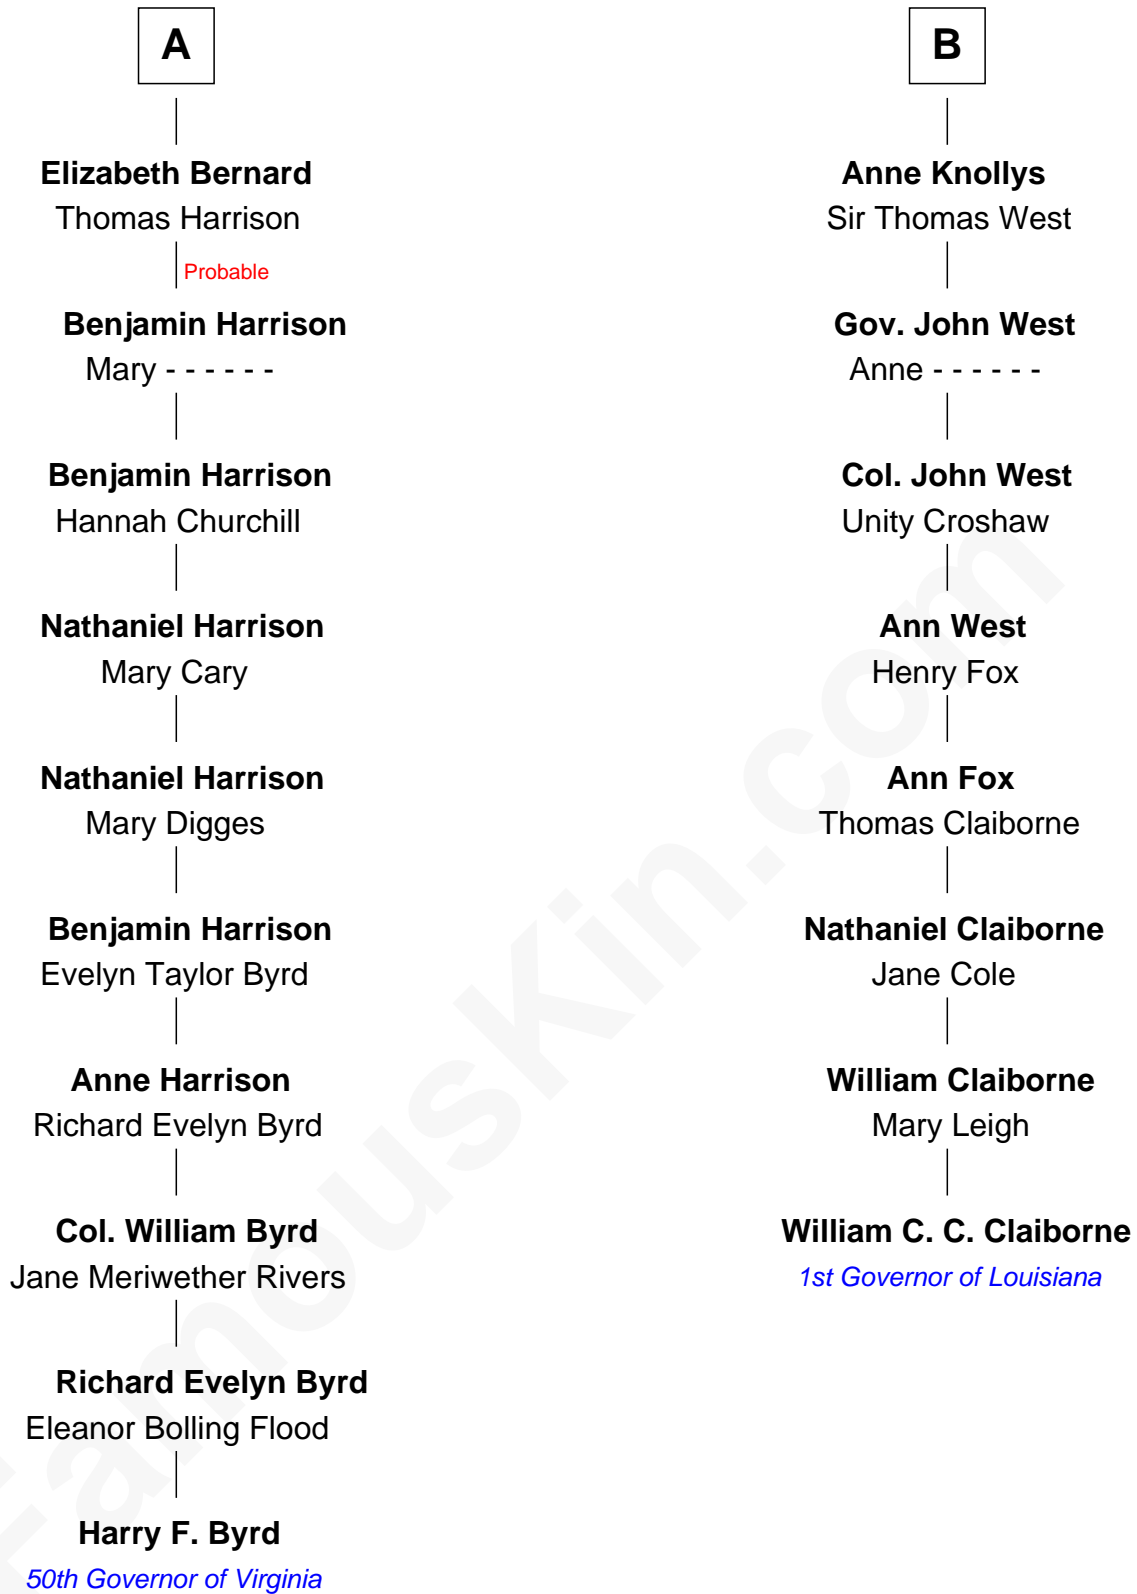 A
Elizabeth Bernard
Thomas Harrison
Probable
Benjamin Harrison
Mary - - - - - -
Benjamin Harrison
Hannah Churchill
Nathaniel Harrison
Mary Cary
Nathaniel Harrison
Mary Digges
Benjamin Harrison
Evelyn Taylor Byrd
Anne Harrison
Richard Evelyn Byrd
Col. William Byrd
Jane Meriwether Rivers
Richard Evelyn Byrd
Eleanor Bolling Flood
Harry F. Byrd
50th Governor of Virginia
B
Anne Knollys
Sir Thomas West
Gov. John West
Anne - - - - - -
Col. John West
Unity Croshaw
Ann West
Henry Fox
Ann Fox
Thomas Claiborne
Nathaniel Claiborne
Jane Cole
William Claiborne
Mary Leigh
William C. C. Claiborne
1st Governor of Louisiana
FamousKin.com